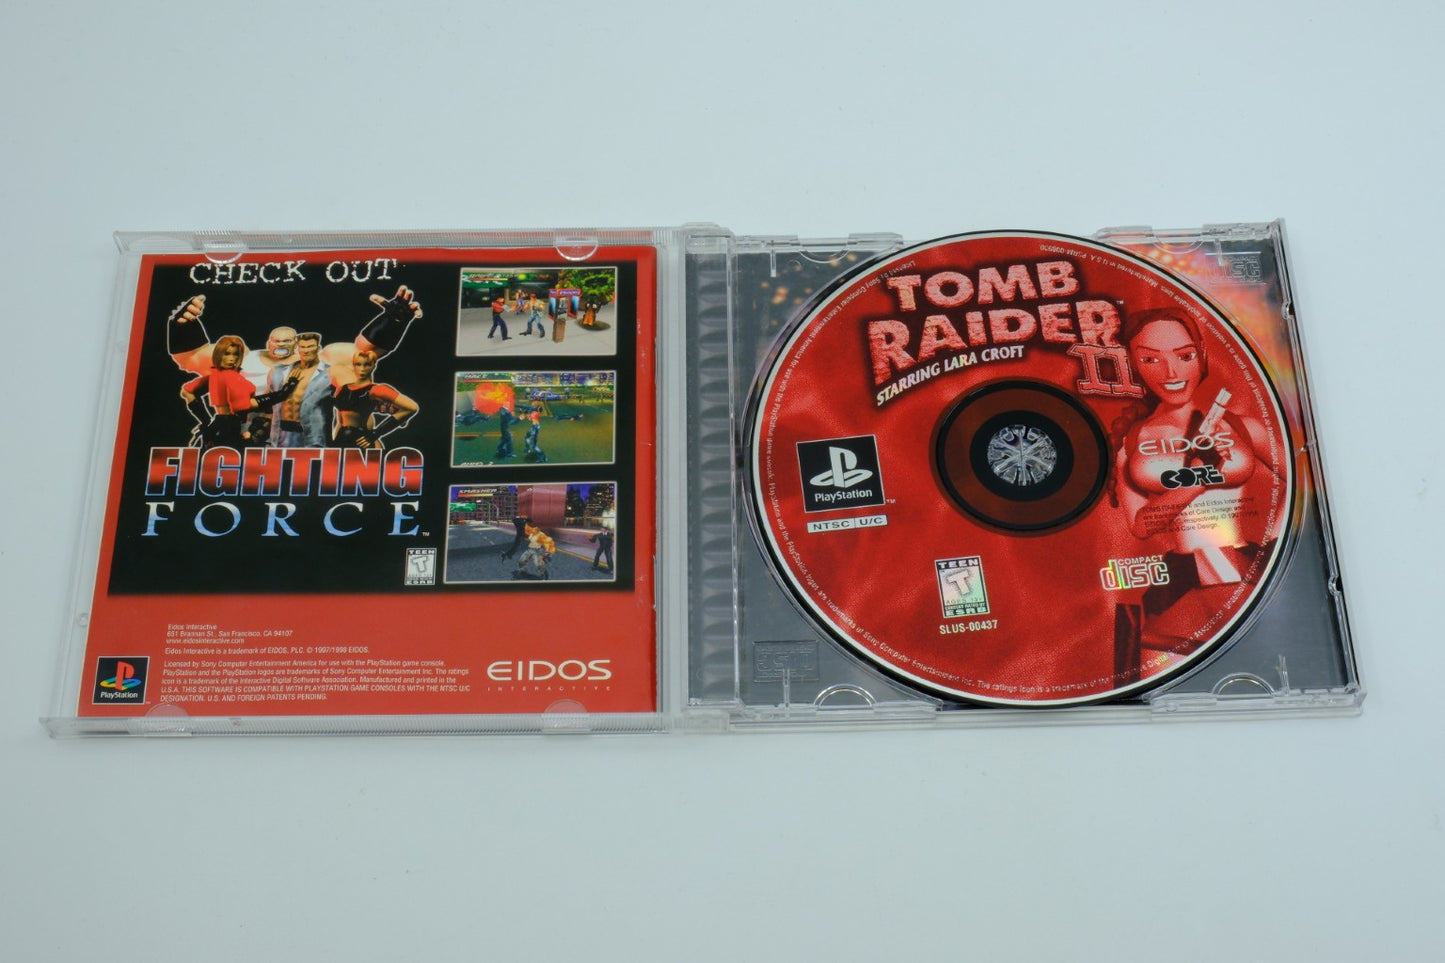 CHECK OUT
FIGHTING
FORCE™
TEEN
T
ESRB
Eidos Interactive
651 Brannan St., San Francisco, CA 94107
www.eidosinteractive.com
Eidos Interactive is a trademark of EIDOS, PLC. © 1997/1998 EIDOS.
Licensed by Sony Computer Entertainment America for use with the PlayStation game console.
PlayStation and the PlayStation logos are trademarks of Sony Computer Entertainment Inc. The ratings
icon is a trademark of the Interactive Digital Software Association. Manufactured and printed in the
U.S.A. THIS SOFTWARE IS COMPATIBLE WITH PLAYSTATION GAME CONSOLES WITH THE NTSC U/C
DESIGNATION. U.S. AND FOREIGN PATENTS PENDING.
PlayStation
EIDOS
INTERACTIVE
TOMB
RAIDER™
II
STARRING LARA CROFT
PlayStation™
NTSC U/C
EIDOS
CORE
TEEN
T
AGES 13+
ESRB
SLUS-00437
COMPACT
disc